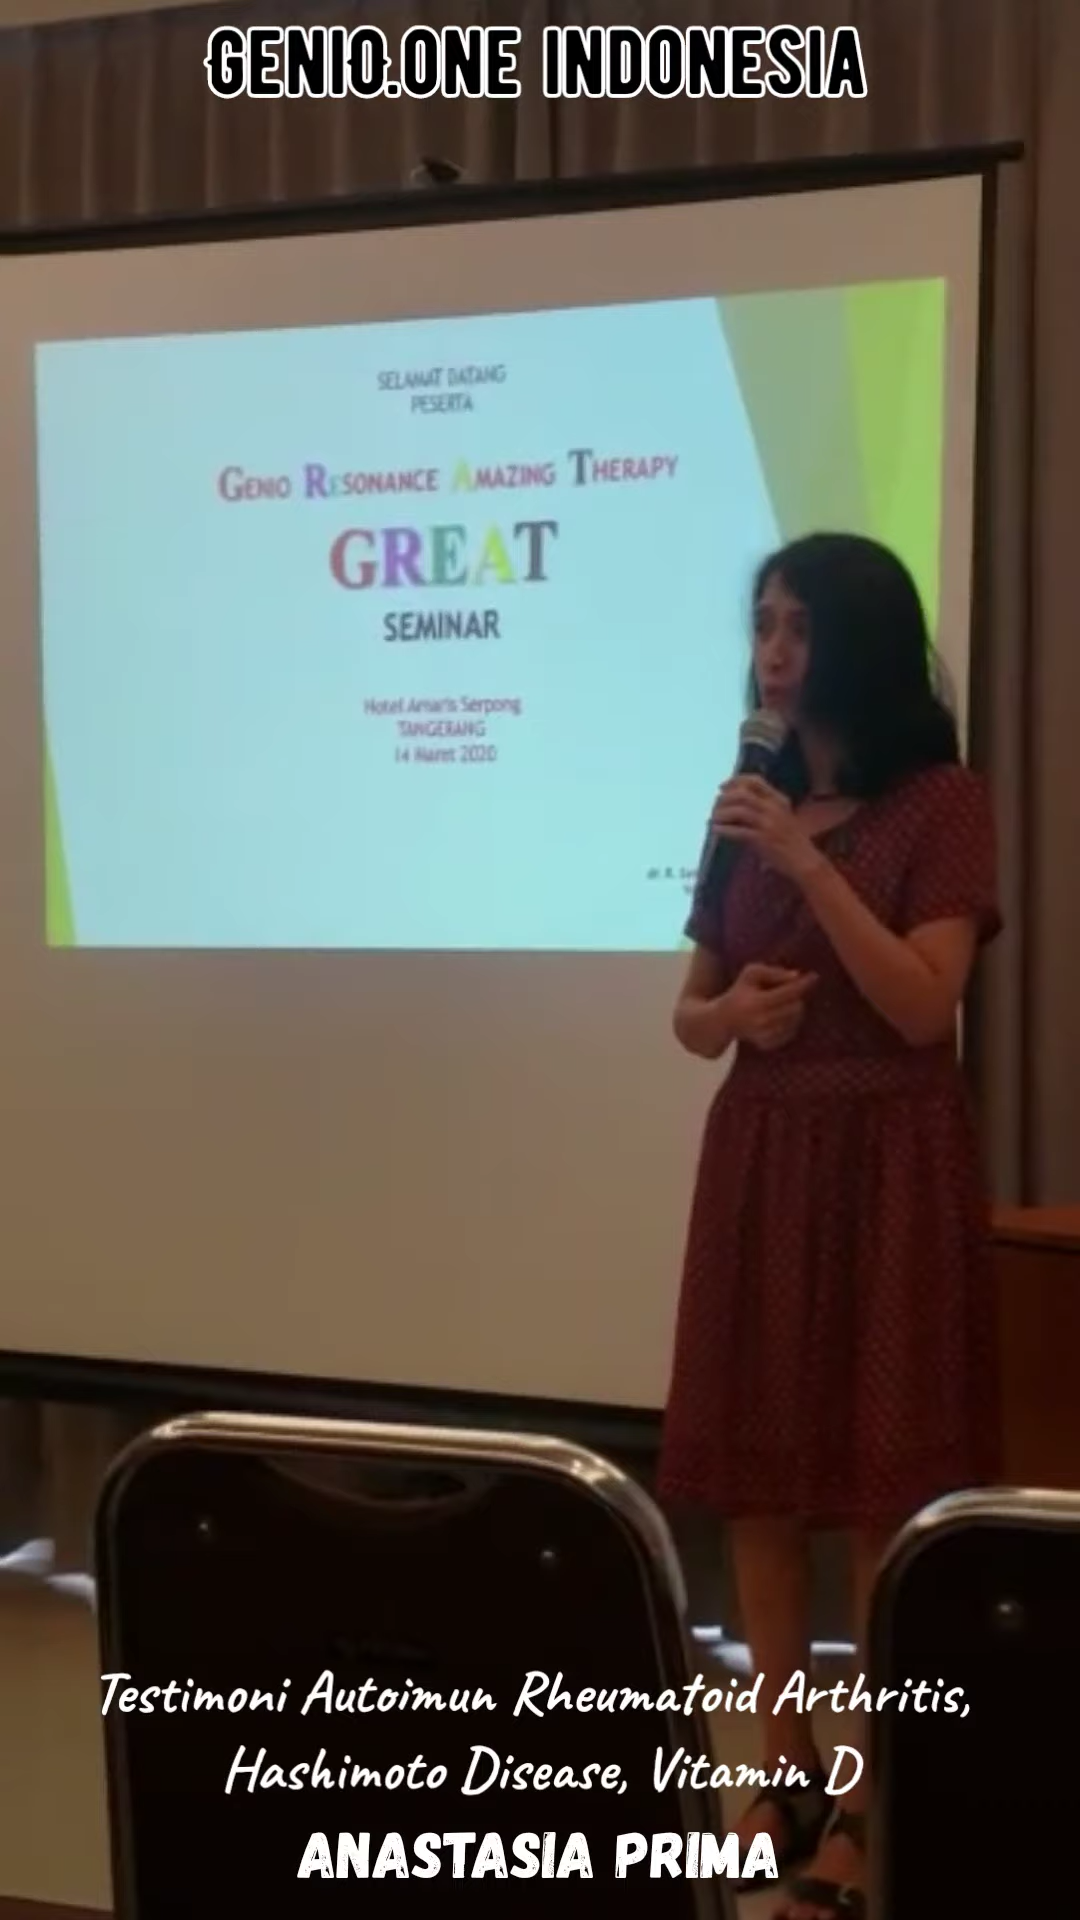 GENIO.ONE INDONESIA
SELAMAT DATANG
PESERTA
GENIO RESONANCE AMAZING THERAPY
GREAT
SEMINAR
Hotel Amaris Serpong
TANGERANG
14 Maret 2020
dr. R.
Testimoni Autoimun Rheumatoid Arthritis,
Hashimoto Disease, Vitamin D
ANASTASIA PRIMA